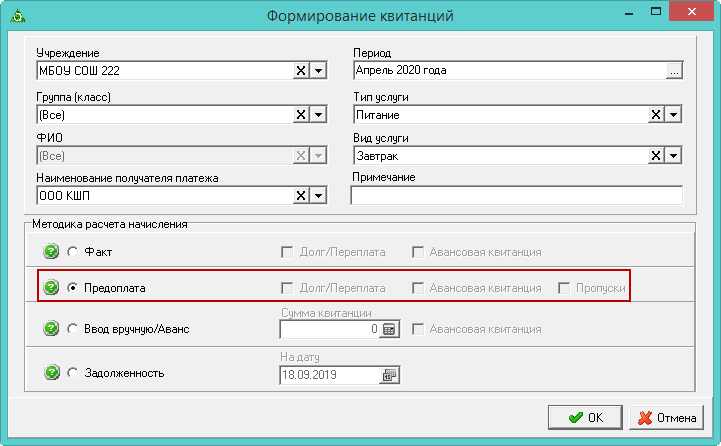 Формирование квитанций
Учреждение
МБОУ СОШ 222
Период
Апрель 2020 года
...
Группа (класс)
(Все)
Тип услуги
Питание
ФИО
(Все)
Вид услуги
Завтрак
Наименование получателя платежа
ООО КШП
Примечание
Методика расчета начисления
Факт
Долг/Переплата
Авансовая квитанция
Предоплата
Долг/Переплата
Авансовая квитанция
Пропуски
Ввод вручную/Аванс
Сумма квитанции
0
Авансовая квитанция
Задолженность
На дату
18.09.2019
OK
Отмена